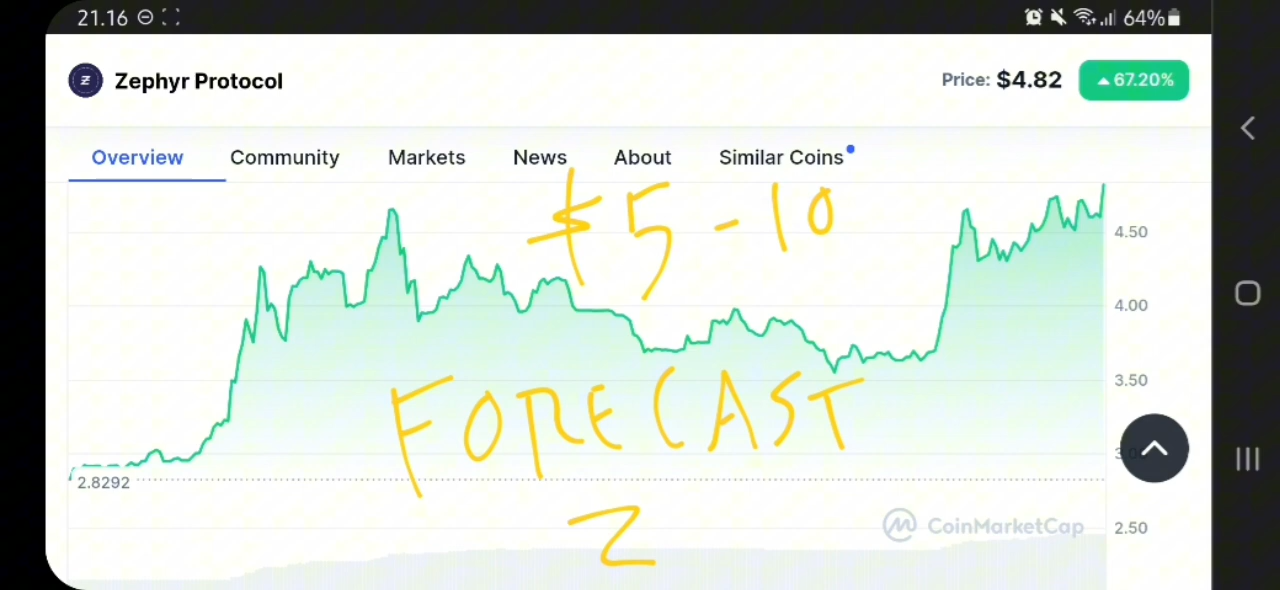 21.16 64%
Z Zephyr Protocol Price: $4.82 67.20%
Overview Community Markets News About Similar Coins
$5-10
4.50
4.00
3.50
FORECAST
2.8292
Z
CoinMarketCap
2.50